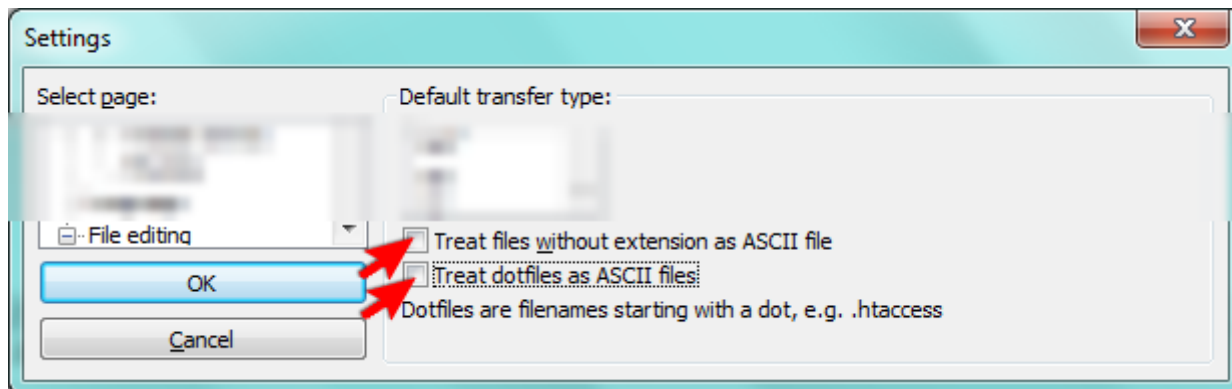 Settings
Select page:
Default transfer type:
File editing
Treat files without extension as ASCII file
OK
Treat dotfiles as ASCII files
Dotfiles are filenames starting with a dot, e.g. .htaccess
Cancel